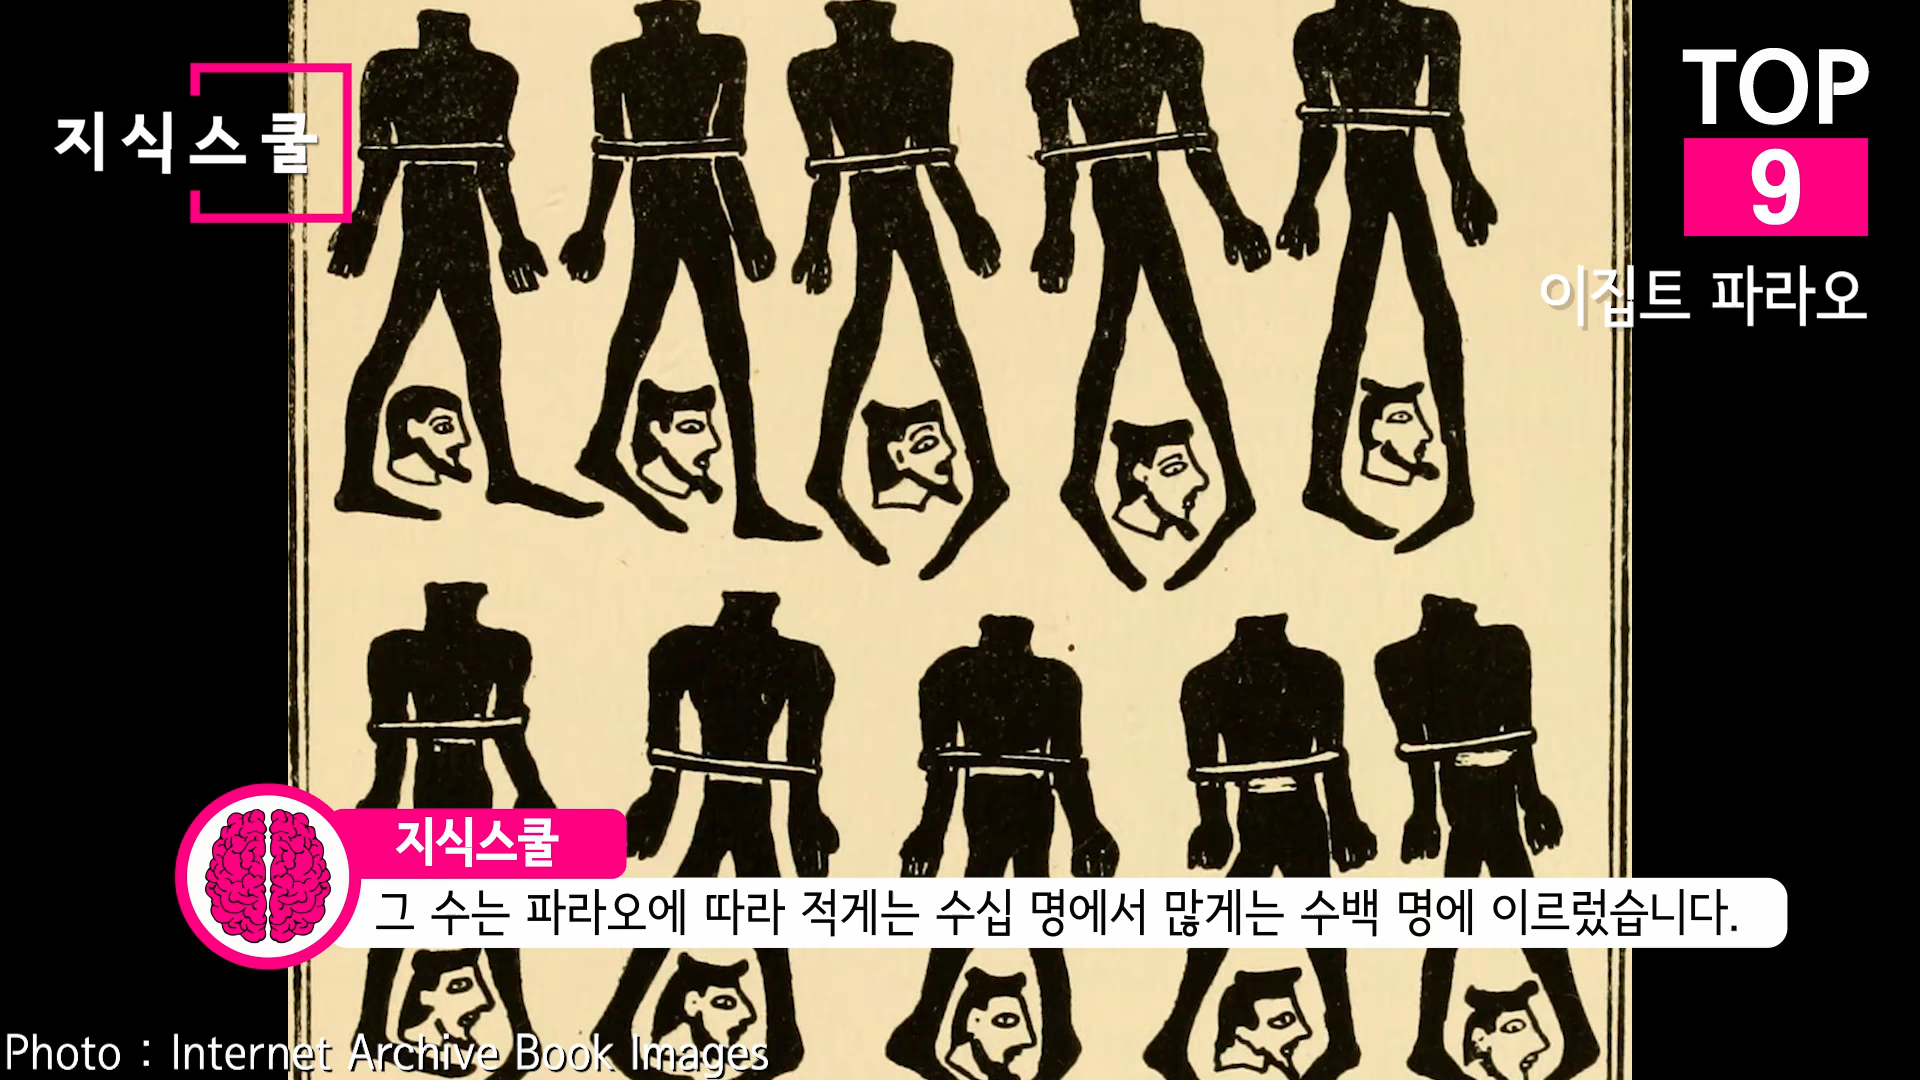 지식스쿨
TOP
9
이집트 파라오
지식스쿨
그 수는 파라오에 따라 적게는 수십 명에서 많게는 수백 명에 이르렀습니다.
Photo : Internet Archive Book Images